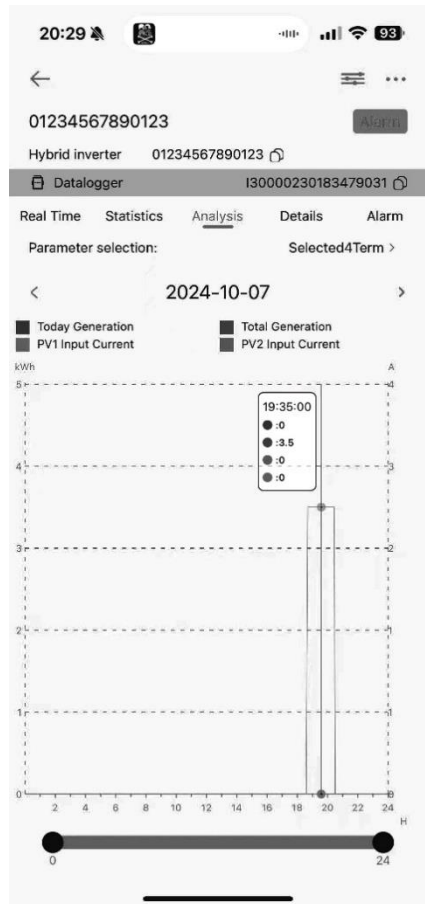 20:29 93
01234567890123 Alarm
Hybrid inverter 01234567890123
Datalogger I30000230183479031
Real Time Statistics Analysis Details Alarm
Parameter selection: Selected4Term >
< 2024-10-07 >
Today Generation Total Generation
PV1 Input Current PV2 Input Current
kWh A
19:35:00
:0
:3.5
:0
:0
5 4
4 3
3 2
2 1
1 0
0 0
2 4 6 8 10 12 14 16 18 20 22 24
H
0 24